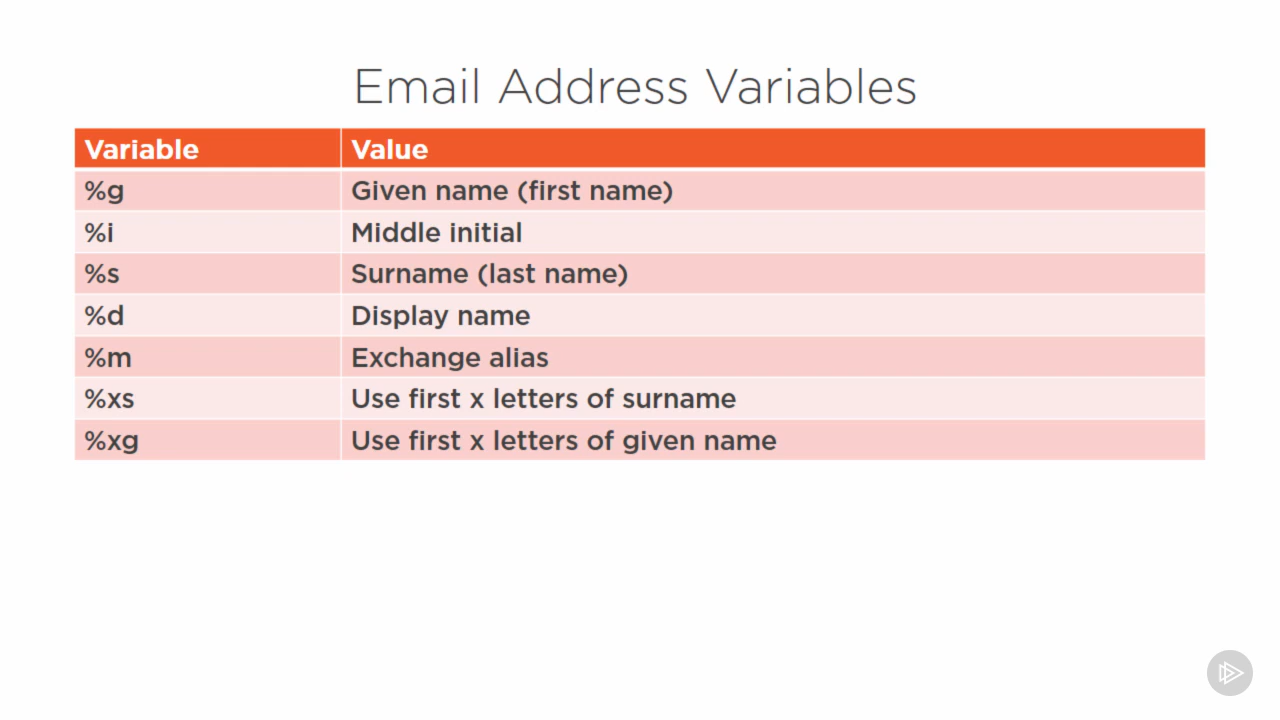 Email Address Variables
Variable Value
%g Given name (first name)
%i Middle initial
%s Surname (last name)
%d Display name
%m Exchange alias
%xs Use first x letters of surname
%xg Use first x letters of given name